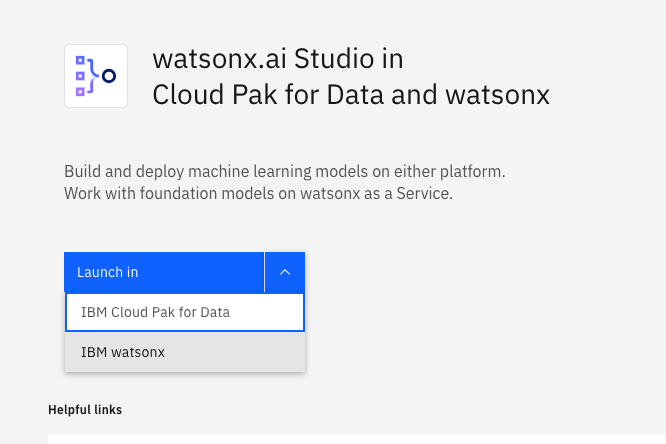 watsonx.ai Studio in
Cloud Pak for Data and watsonx
Build and deploy machine learning models on either platform.
Work with foundation models on watsonx as a Service.
Launch in
IBM Cloud Pak for Data
IBM watsonx
Helpful links